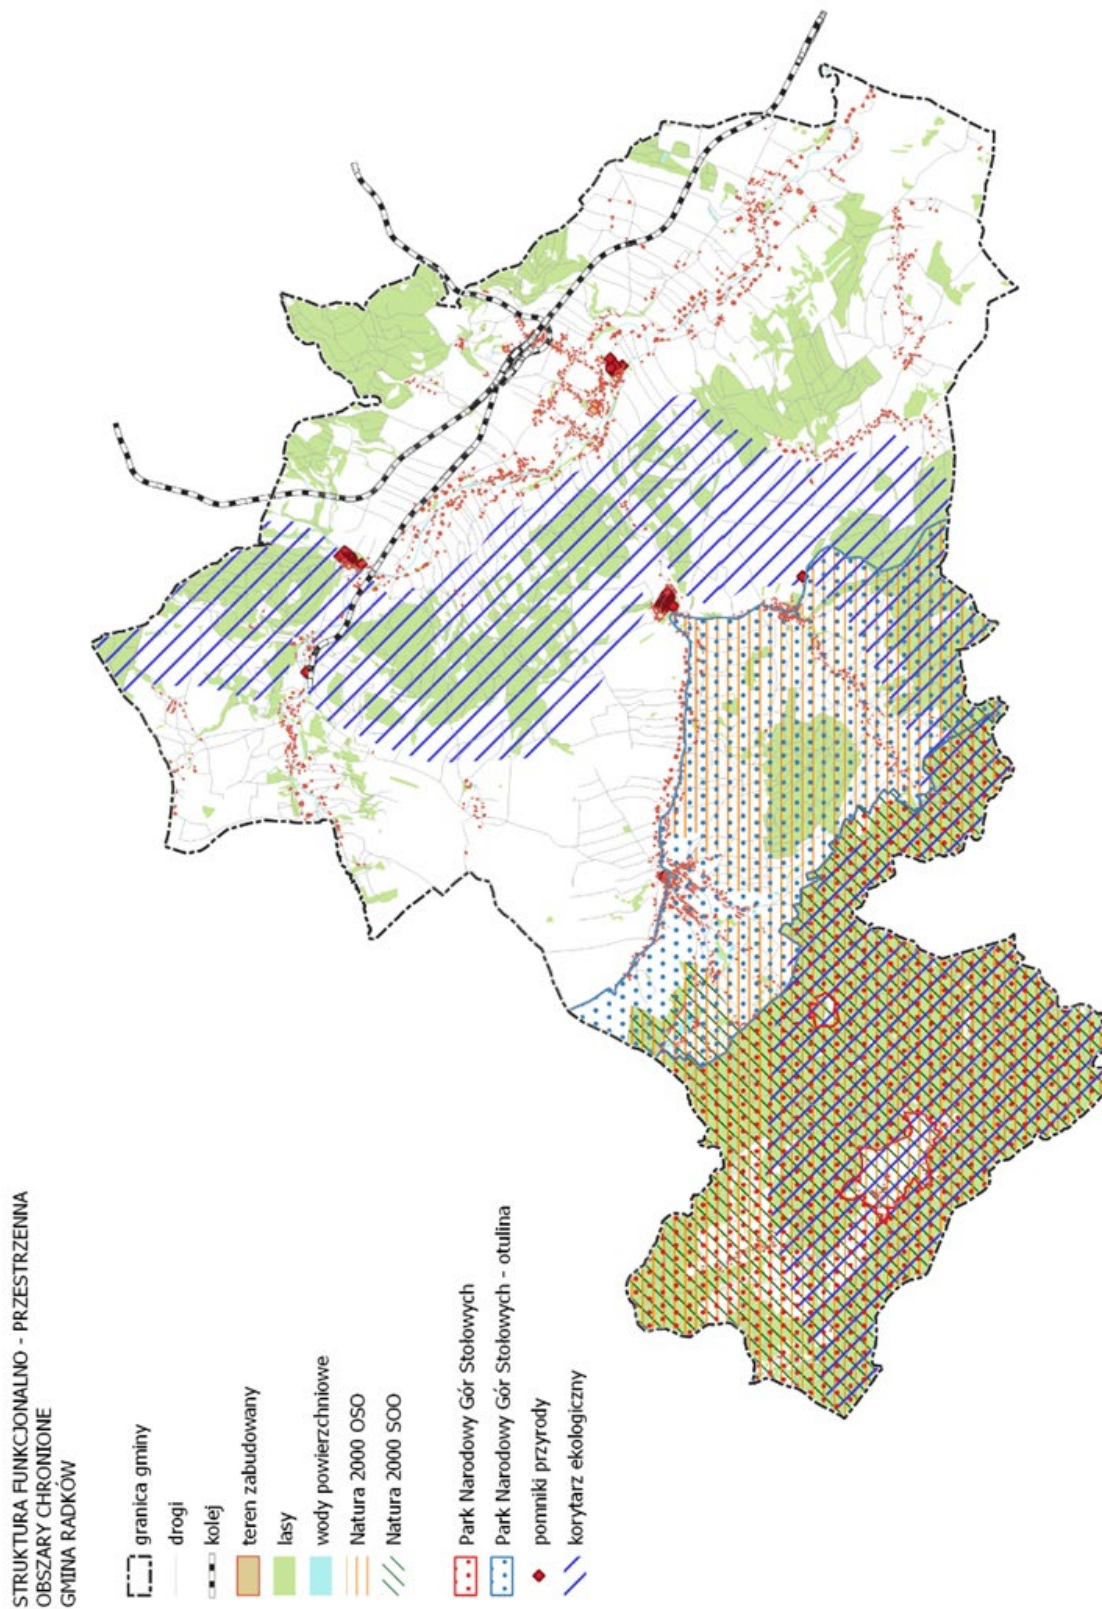 STRUKTURA FUNKCJONALNO - PRZESTRZENNA
OBSZARY CHRONIONE
GMINA RADKÓW
granica gminy
drogi
kolej
teren zabudowany
lasy
wody powierzchniowe
Natura 2000 OSO
Natura 2000 SOO
Park Narodowy Gór Stołowych
Park Narodowy Gór Stołowych - otulina
pomniki przyrody
korytarz ekologiczny